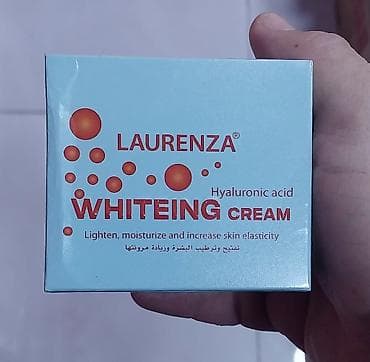 LAURENZA®
Hyaluronic acid
WHITEING CREAM
Lighten, moisturize and increase skin elasticity
تفتيح وترطيب البشرة وزيادة مرونتها